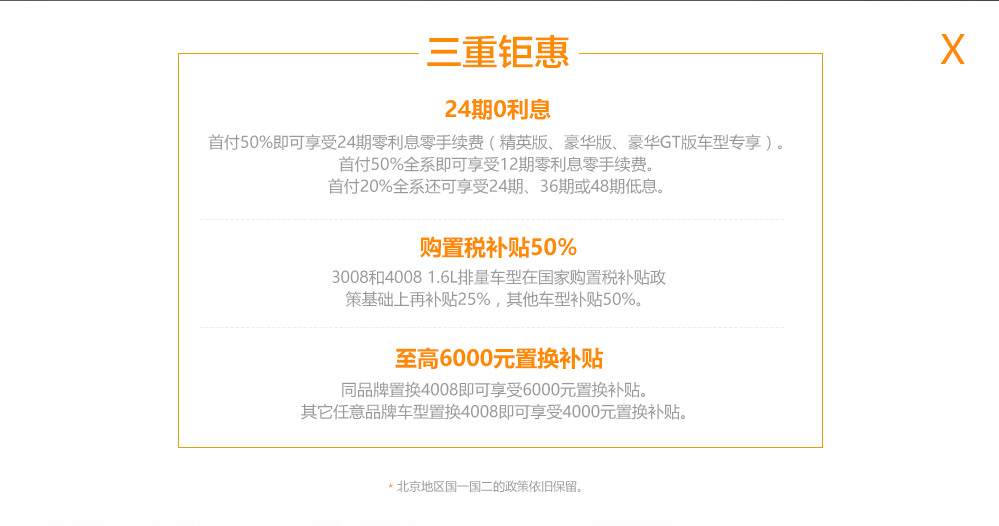 三重钜惠
X
24期0利息
首付50%即可享受24期零利息零手续费（精英版、豪华版、豪华GT版车型专享）。
首付50%全系即可享受12期零利息零手续费。
首付20%全系还可享受24期、36期或48期低息。
购置税补贴50%
3008和4008 1.6L排量车型在国家购置税补贴政
策基础上再补贴25%，其他车型补贴50%。
至高6000元置换补贴
同品牌置换4008即可享受6000元置换补贴。
其它任意品牌车型置换4008即可享受4000元置换补贴。
* 北京地区国一国二的政策依旧保留。